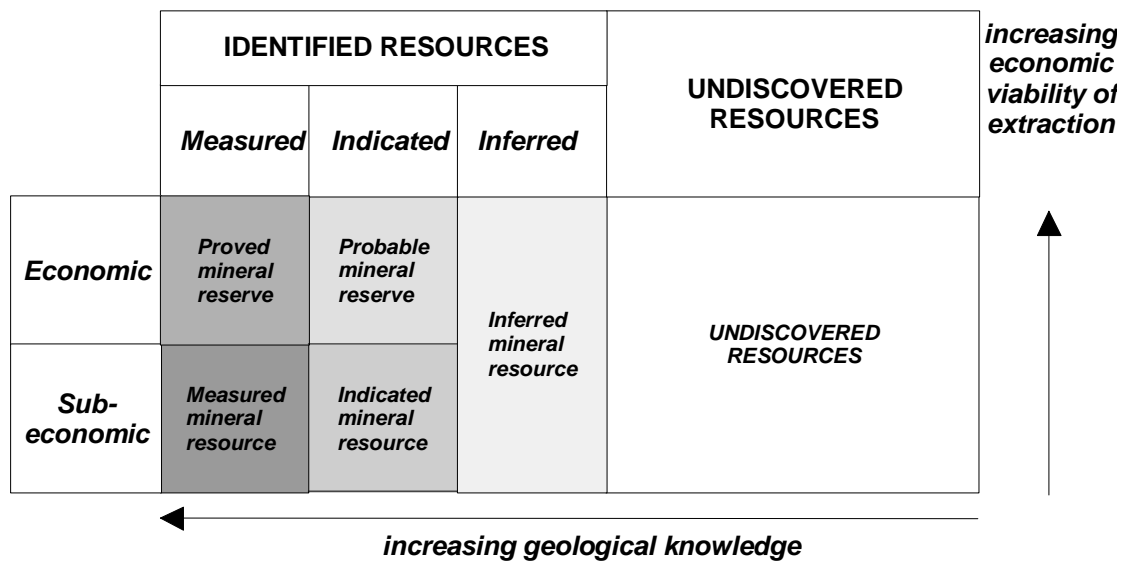 IDENTIFIED RESOURCES
UNDISCOVERED
RESOURCES
increasing
economic
viability of
extraction
Measured
Indicated
Inferred
Economic
Proved
mineral
reserve
Probable
mineral
reserve
Inferred
mineral
resource
UNDISCOVERED
RESOURCES
Sub-
economic
Measured
mineral
resource
Indicated
mineral
resource
increasing geological knowledge